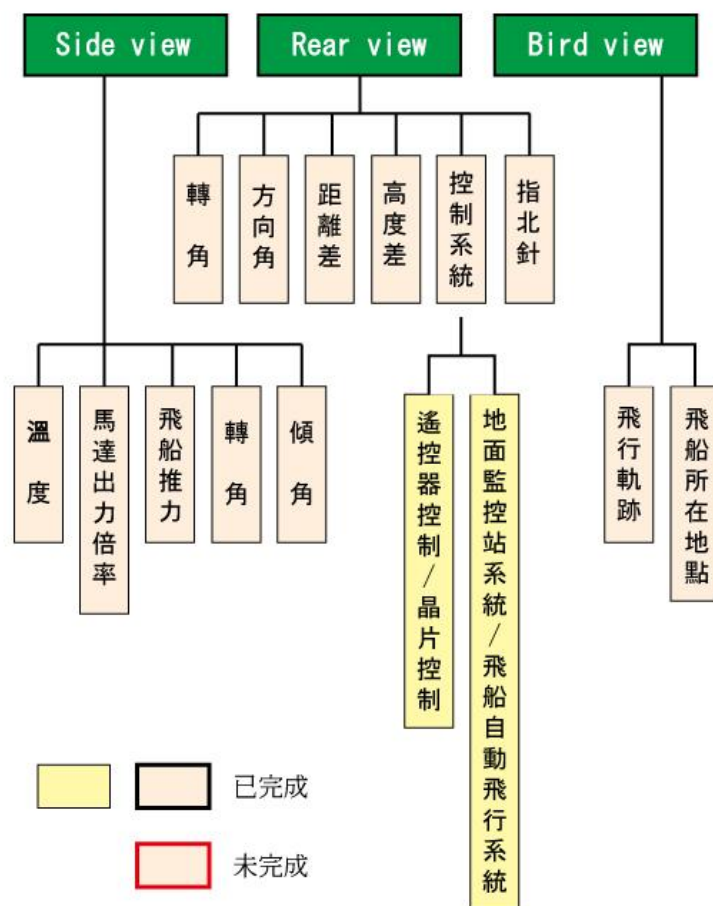 Side view
Rear view
Bird view
轉角
方向角
距離差
高度差
控制系統
指北針
溫度
馬達出力倍率
飛船推力
轉角
傾角
遙控器控制/晶片控制
地面監控站系統/飛船自動飛行系統
飛行軌跡
飛船所在地點
已完成
未完成